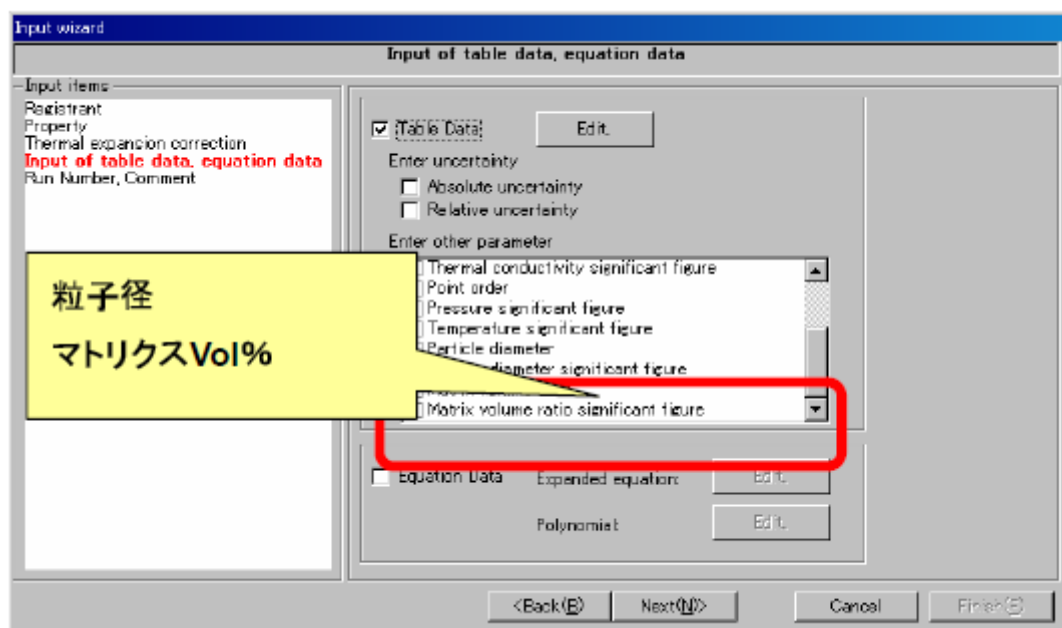 Input wizard
Input of table data, equation data
Input items
Registrant
Property
Thermal expansion correction
Input of table data, equation data
Run Number, Comment
Table Data
Edit.
Enter uncertainty
Absolute uncertainty
Relative uncertainty
Enter other parameter
Thermal conductivity significant figure
Point order
Pressure significant figure
Temperature significant figure
Particle diameter
diameter significant figure
Matrix volume ratio significant figure
粒子径
マトリクスVol%
Equation Data
Expanded equation:
Edit.
Polynomial:
Edit.
<Back(B)
Next(N)>
Cancel
Finish(F)